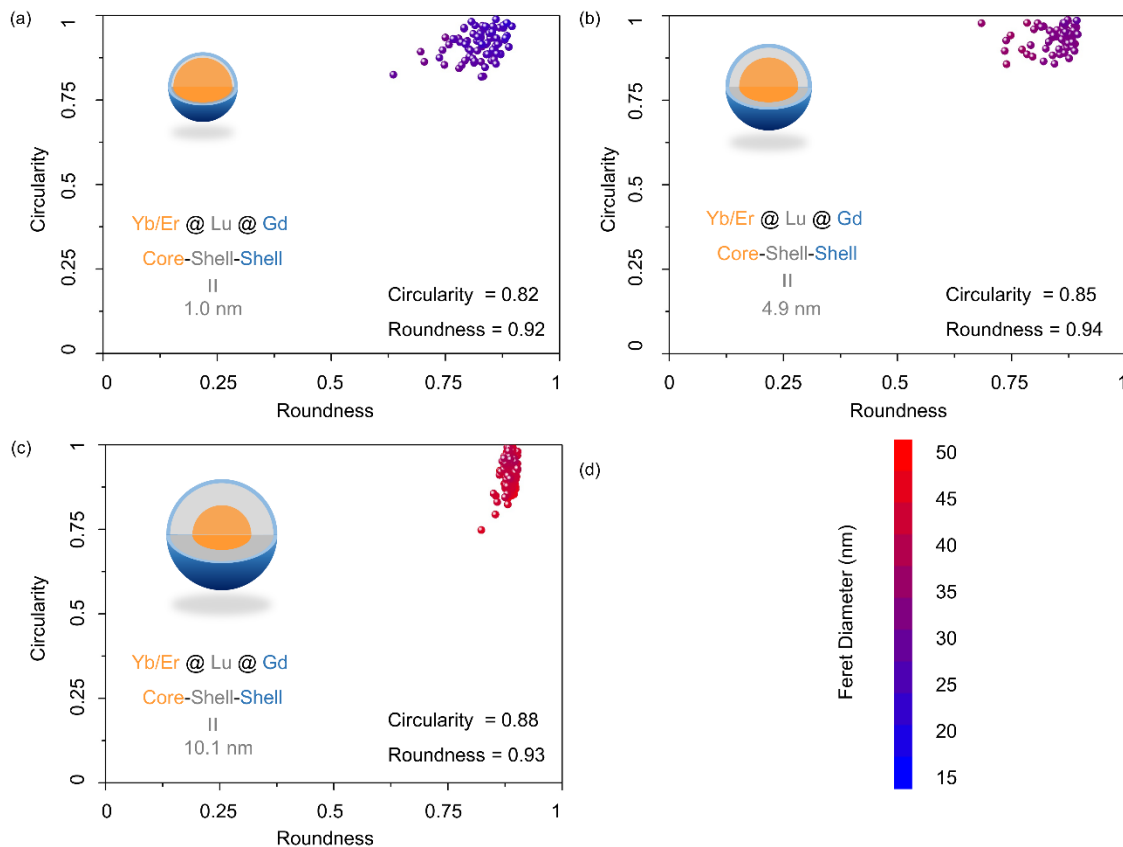 (a)
1
0.75
0.5
0.25
0
Circularity
Yb/Er @ Lu @ Gd
Core-Shell-Shell
=
1.0 nm
Circularity = 0.82
Roundness = 0.92
0
0.25
0.5
0.75
1
Roundness
(b)
1
0.75
0.5
0.25
0
Circularity
Yb/Er @ Lu @ Gd
Core-Shell-Shell
=
4.9 nm
Circularity = 0.85
Roundness = 0.94
0
0.25
0.5
0.75
1
Roundness
(c)
1
0.75
0.5
0.25
0
Circularity
Yb/Er @ Lu @ Gd
Core-Shell-Shell
=
10.1 nm
Circularity = 0.88
Roundness = 0.93
0
0.25
0.5
0.75
1
Roundness
(d)
Feret Diameter (nm)
50
45
40
35
30
25
20
15